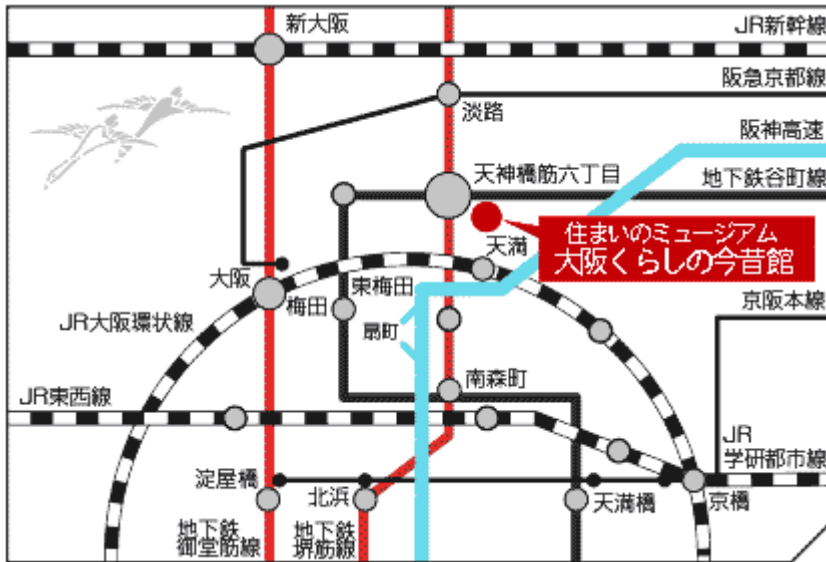 新大阪
JR新幹線
阪急京都線
淡路
阪神高速
天神橋筋六丁目
地下鉄谷町線
住まいのミュージアム
大阪くらしの今昔館
天満
大阪
梅田
東梅田
京阪本線
JR大阪環状線
扇町
南森町
JR東西線
JR
学研都市線
淀屋橋
北浜
天満橋
京橋
地下鉄
御堂筋線
地下鉄
堺筋線